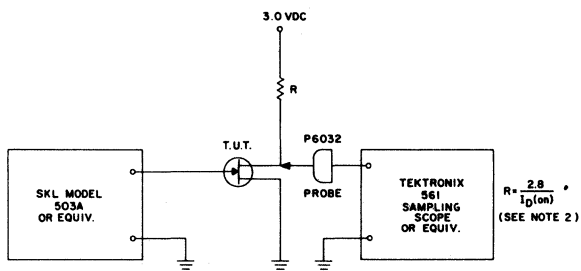 3.0 VDC
R
T.U.T.
P6032
PROBE
SKL MODEL
503A
OR EQUIV.
TEKTRONIX
561
SAMPLING
SCOPE
OR EQUIV.
R = 2.8 / I_D(on)
(SEE NOTE 2)